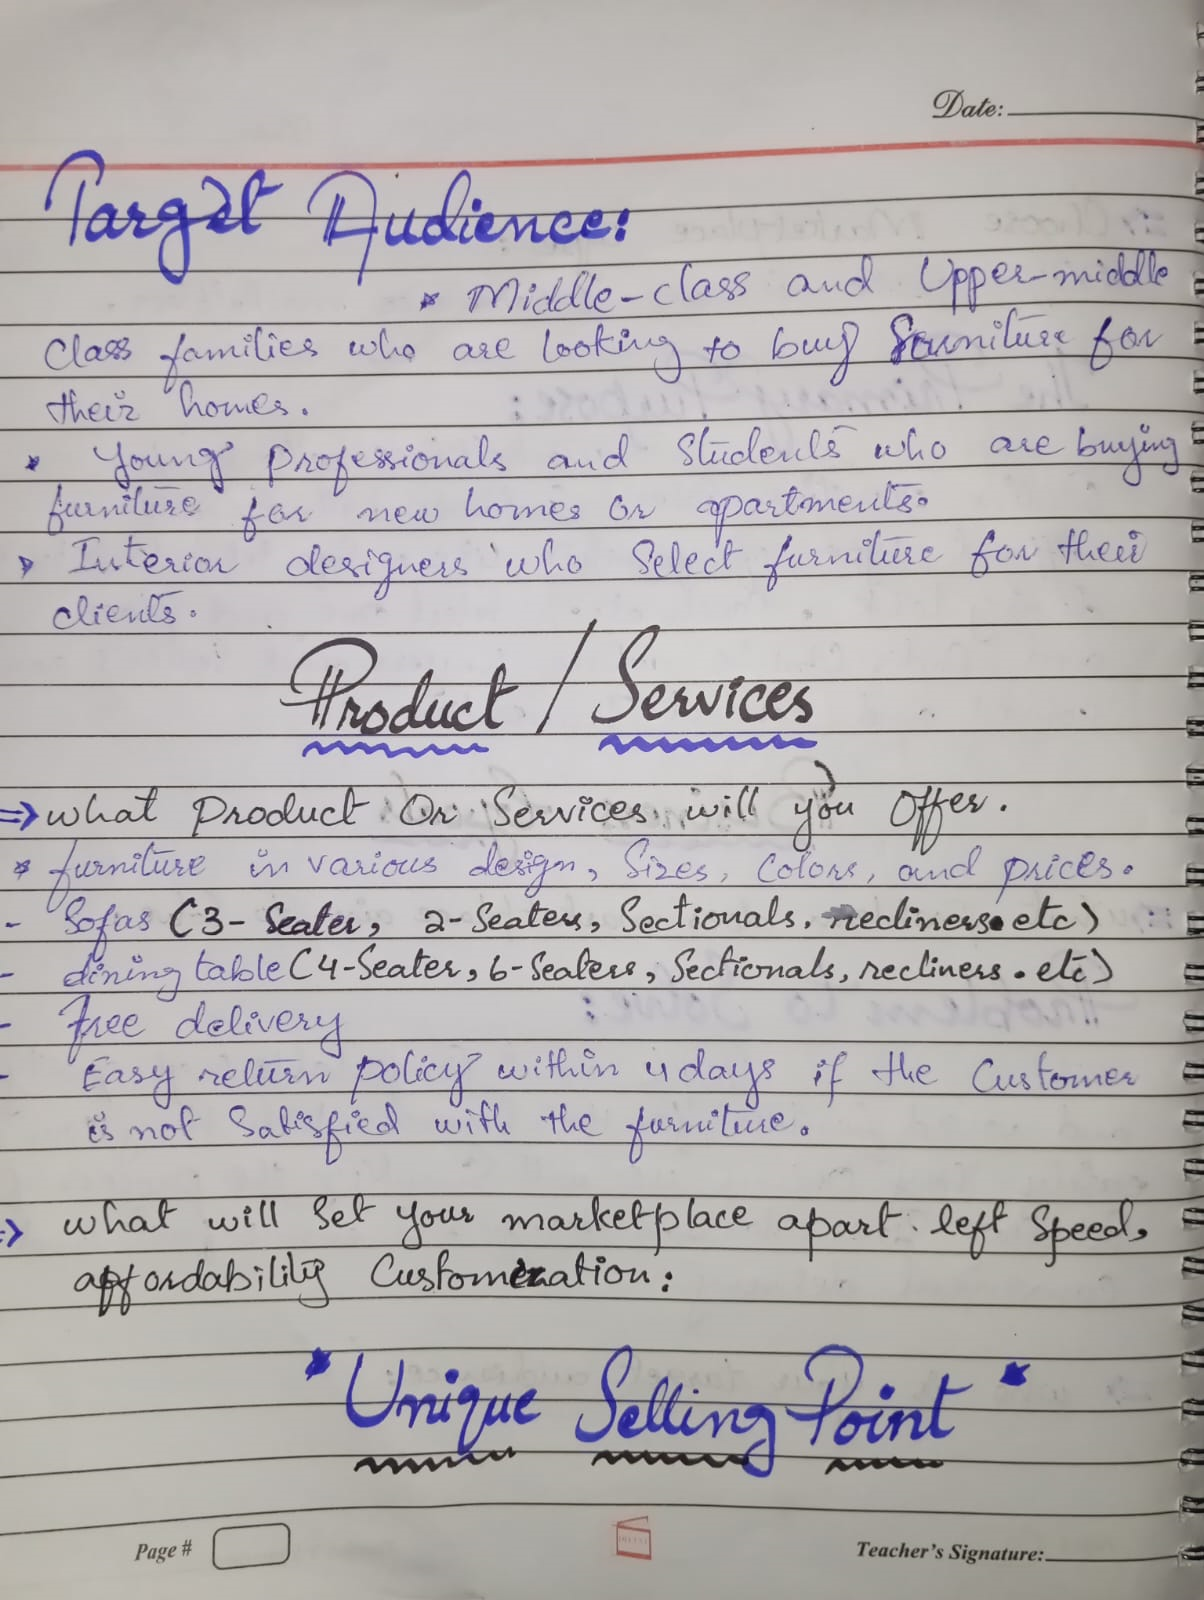 Date:
Target Audience:
* Middle-class and Upper-middle
Class families who are looking to buy furniture for
their homes.
* Young professionals and Students who are buying
furniture for new homes or apartments.
Interior designers who Select furniture for their
clients.
Product / Services
⇒ what Product Or Services will you Offer.
* furniture in various design, Sizes, Colors, and prices.
- Sofas (3-Seater, 2-Seaters, Sectionals, recliners. etc)
- dining table (4-Seater, 6-Seaters, Sectionals, recliners. etc)
- Free delivery
- Easy return policy within 4 days if the Customer
is not Satisfied with the furniture.
⇒ what will Set your marketplace apart. left Speed,
affordability Customization:
* Unique Selling Point *
Page #
Teacher's Signature: